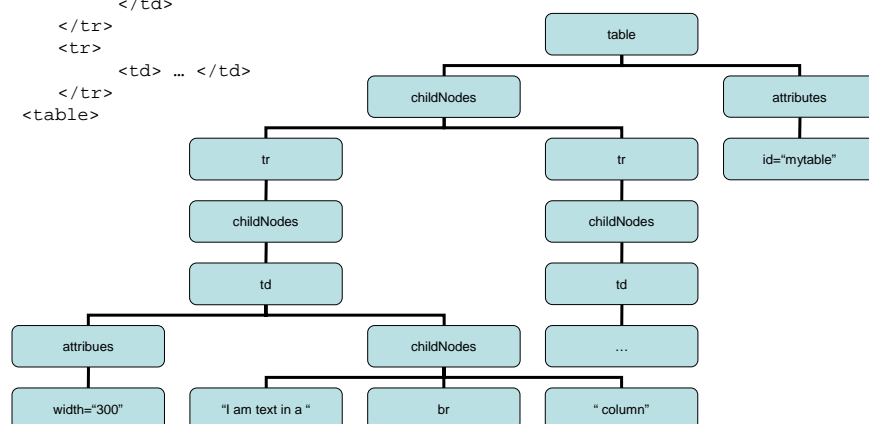 </td>
</tr>
<tr>
<td> … </td>
</tr>
<table>
table
childNodes
attributes
tr
tr
id=“mytable”
childNodes
childNodes
td
td
attribues
childNodes
…
width=“300”
“I am text in a “
br
“ column”